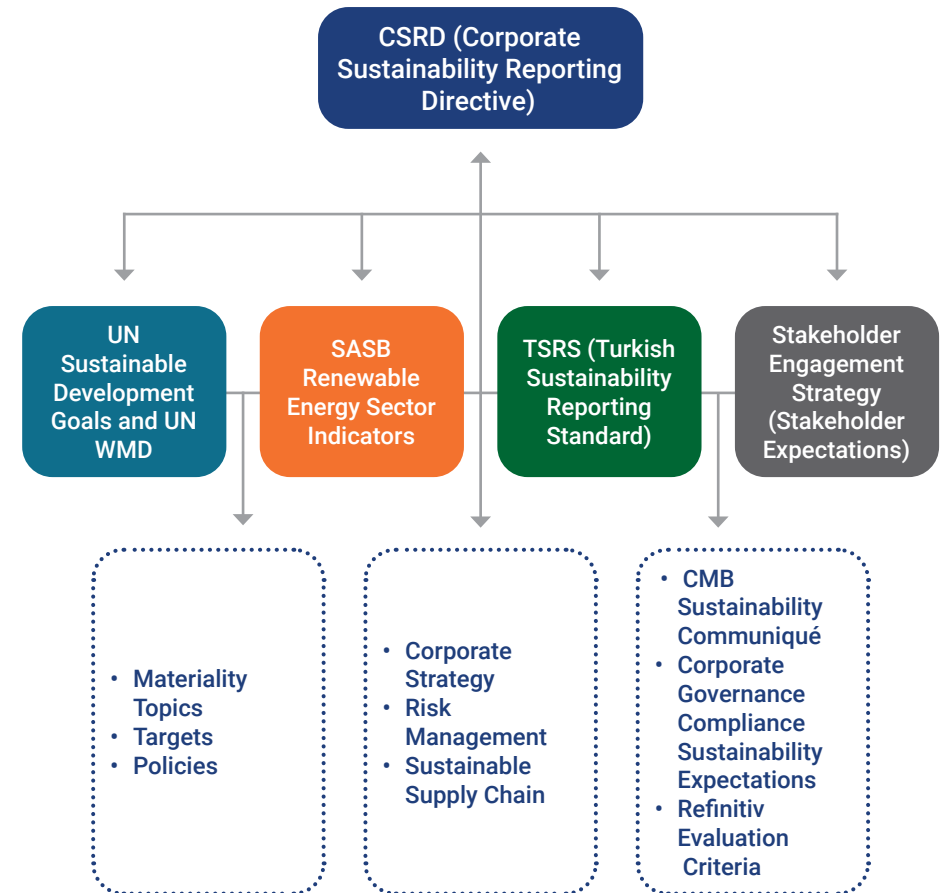 CSRD (Corporate
Sustainability Reporting
Directive)
UN
Sustainable
Development
Goals and UN
WMD
SASB
Renewable
Energy Sector
Indicators
TSRS (Turkish
Sustainability
Reporting
Standard)
Stakeholder
Engagement
Strategy
(Stakeholder
Expectations)
• Materiality
Topics
• Targets
• Policies
• Corporate
Strategy
• Risk
Management
• Sustainable
Supply Chain
• CMB
Sustainability
Communiqué
• Corporate
Governance
Compliance
Sustainability
Expectations
• Refinitiv
Evaluation
Criteria